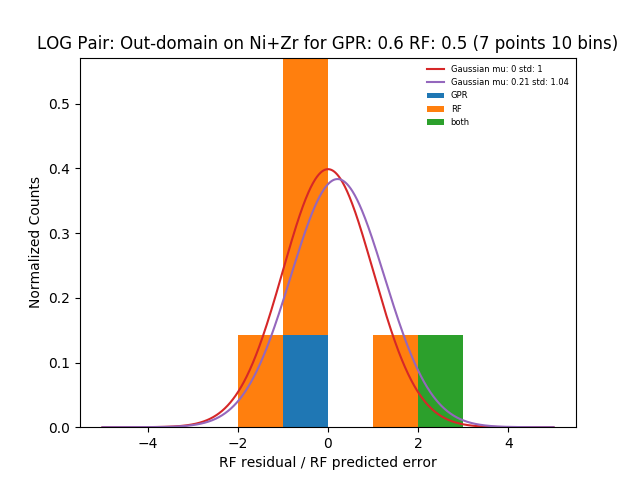 LOG Pair: Out-domain on Ni+Zr for GPR: 0.6 RF: 0.5 (7 points 10 bins)
Gaussian mu: 0 std: 1
Gaussian mu: 0.21 std: 1.04
GPR
RF
both
Normalized Counts
0.5
0.4
0.3
0.2
0.1
0.0
−4 −2 0 2 4
RF residual / RF predicted error